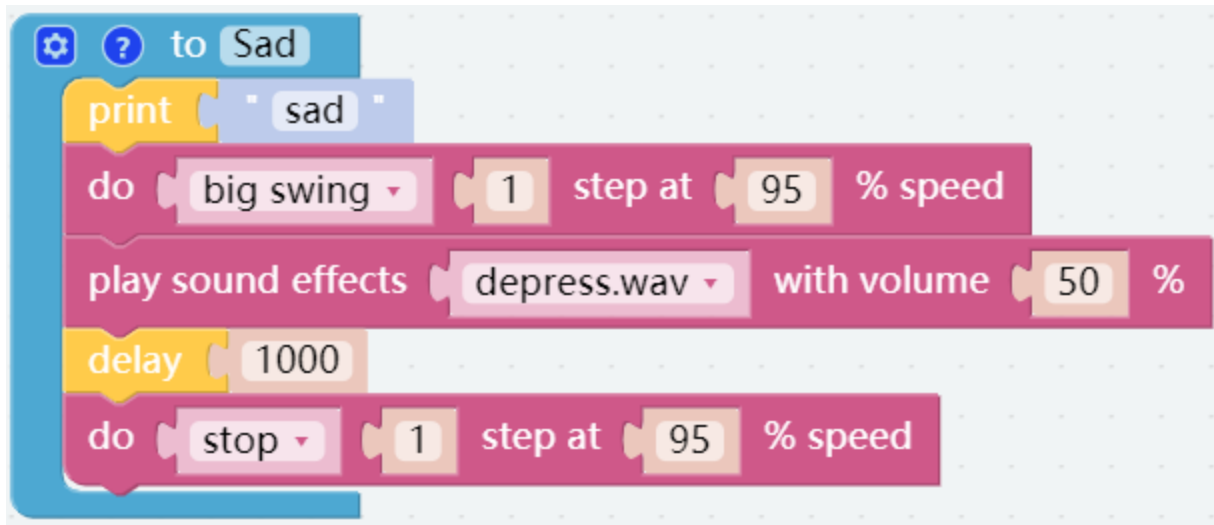 ? to Sad
print " sad "
do big swing 1 step at 95 % speed
play sound effects depress.wav with volume 50 %
delay 1000
do stop 1 step at 95 % speed